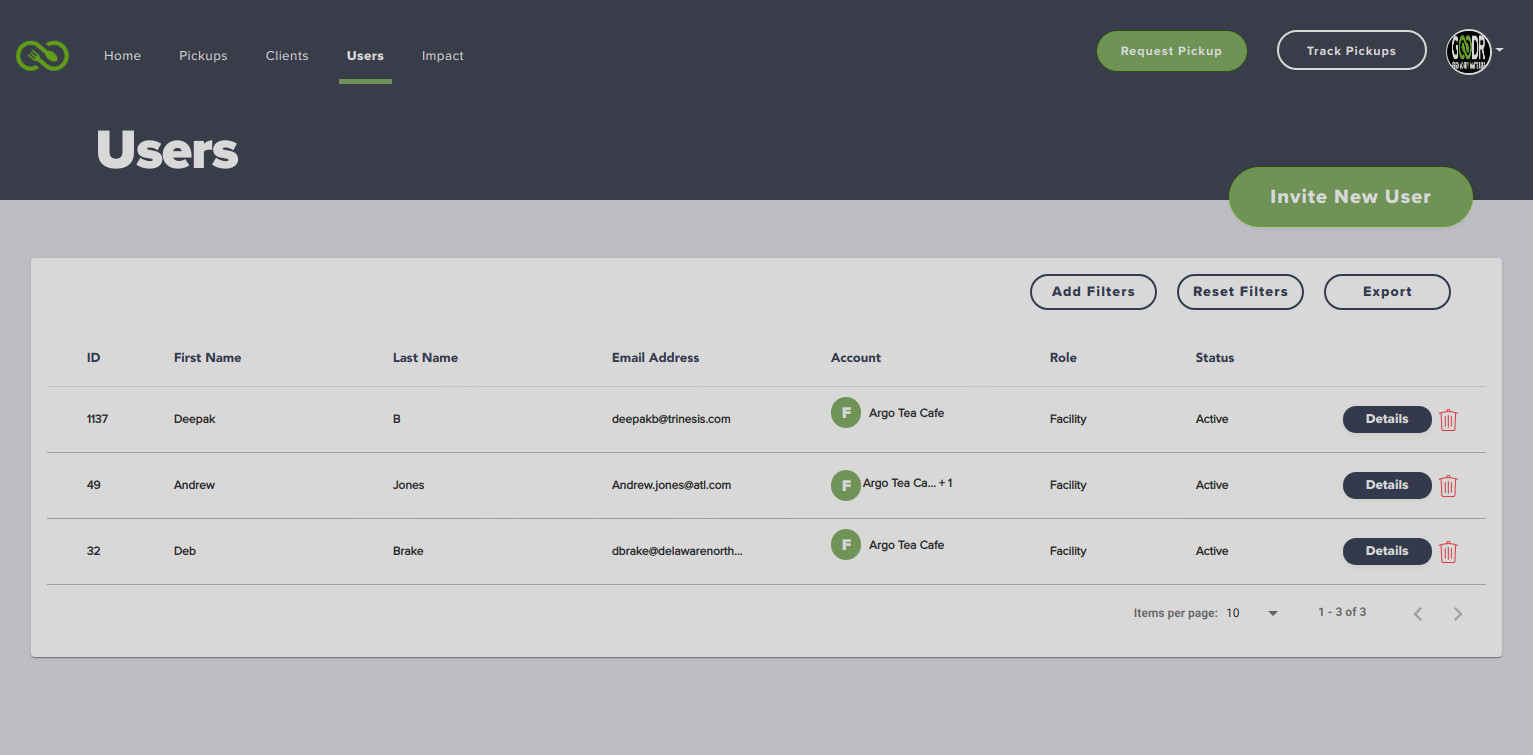 Home Pickups Clients Users Impact Request Pickup Track Pickups
GOODR
Users
Invite New User
Add Filters Reset Filters Export
ID First Name Last Name Email Address Account Role Status
1137 Deepak B deepakb@trinesis.com F Argo Tea Cafe Facility Active Details
49 Andrew Jones Andrew.jones@atl.com F Argo Tea Ca... + 1 Facility Active Details
32 Deb Brake dbrake@delawarenorth... F Argo Tea Cafe Facility Active Details
Items per page: 10 1 - 3 of 3